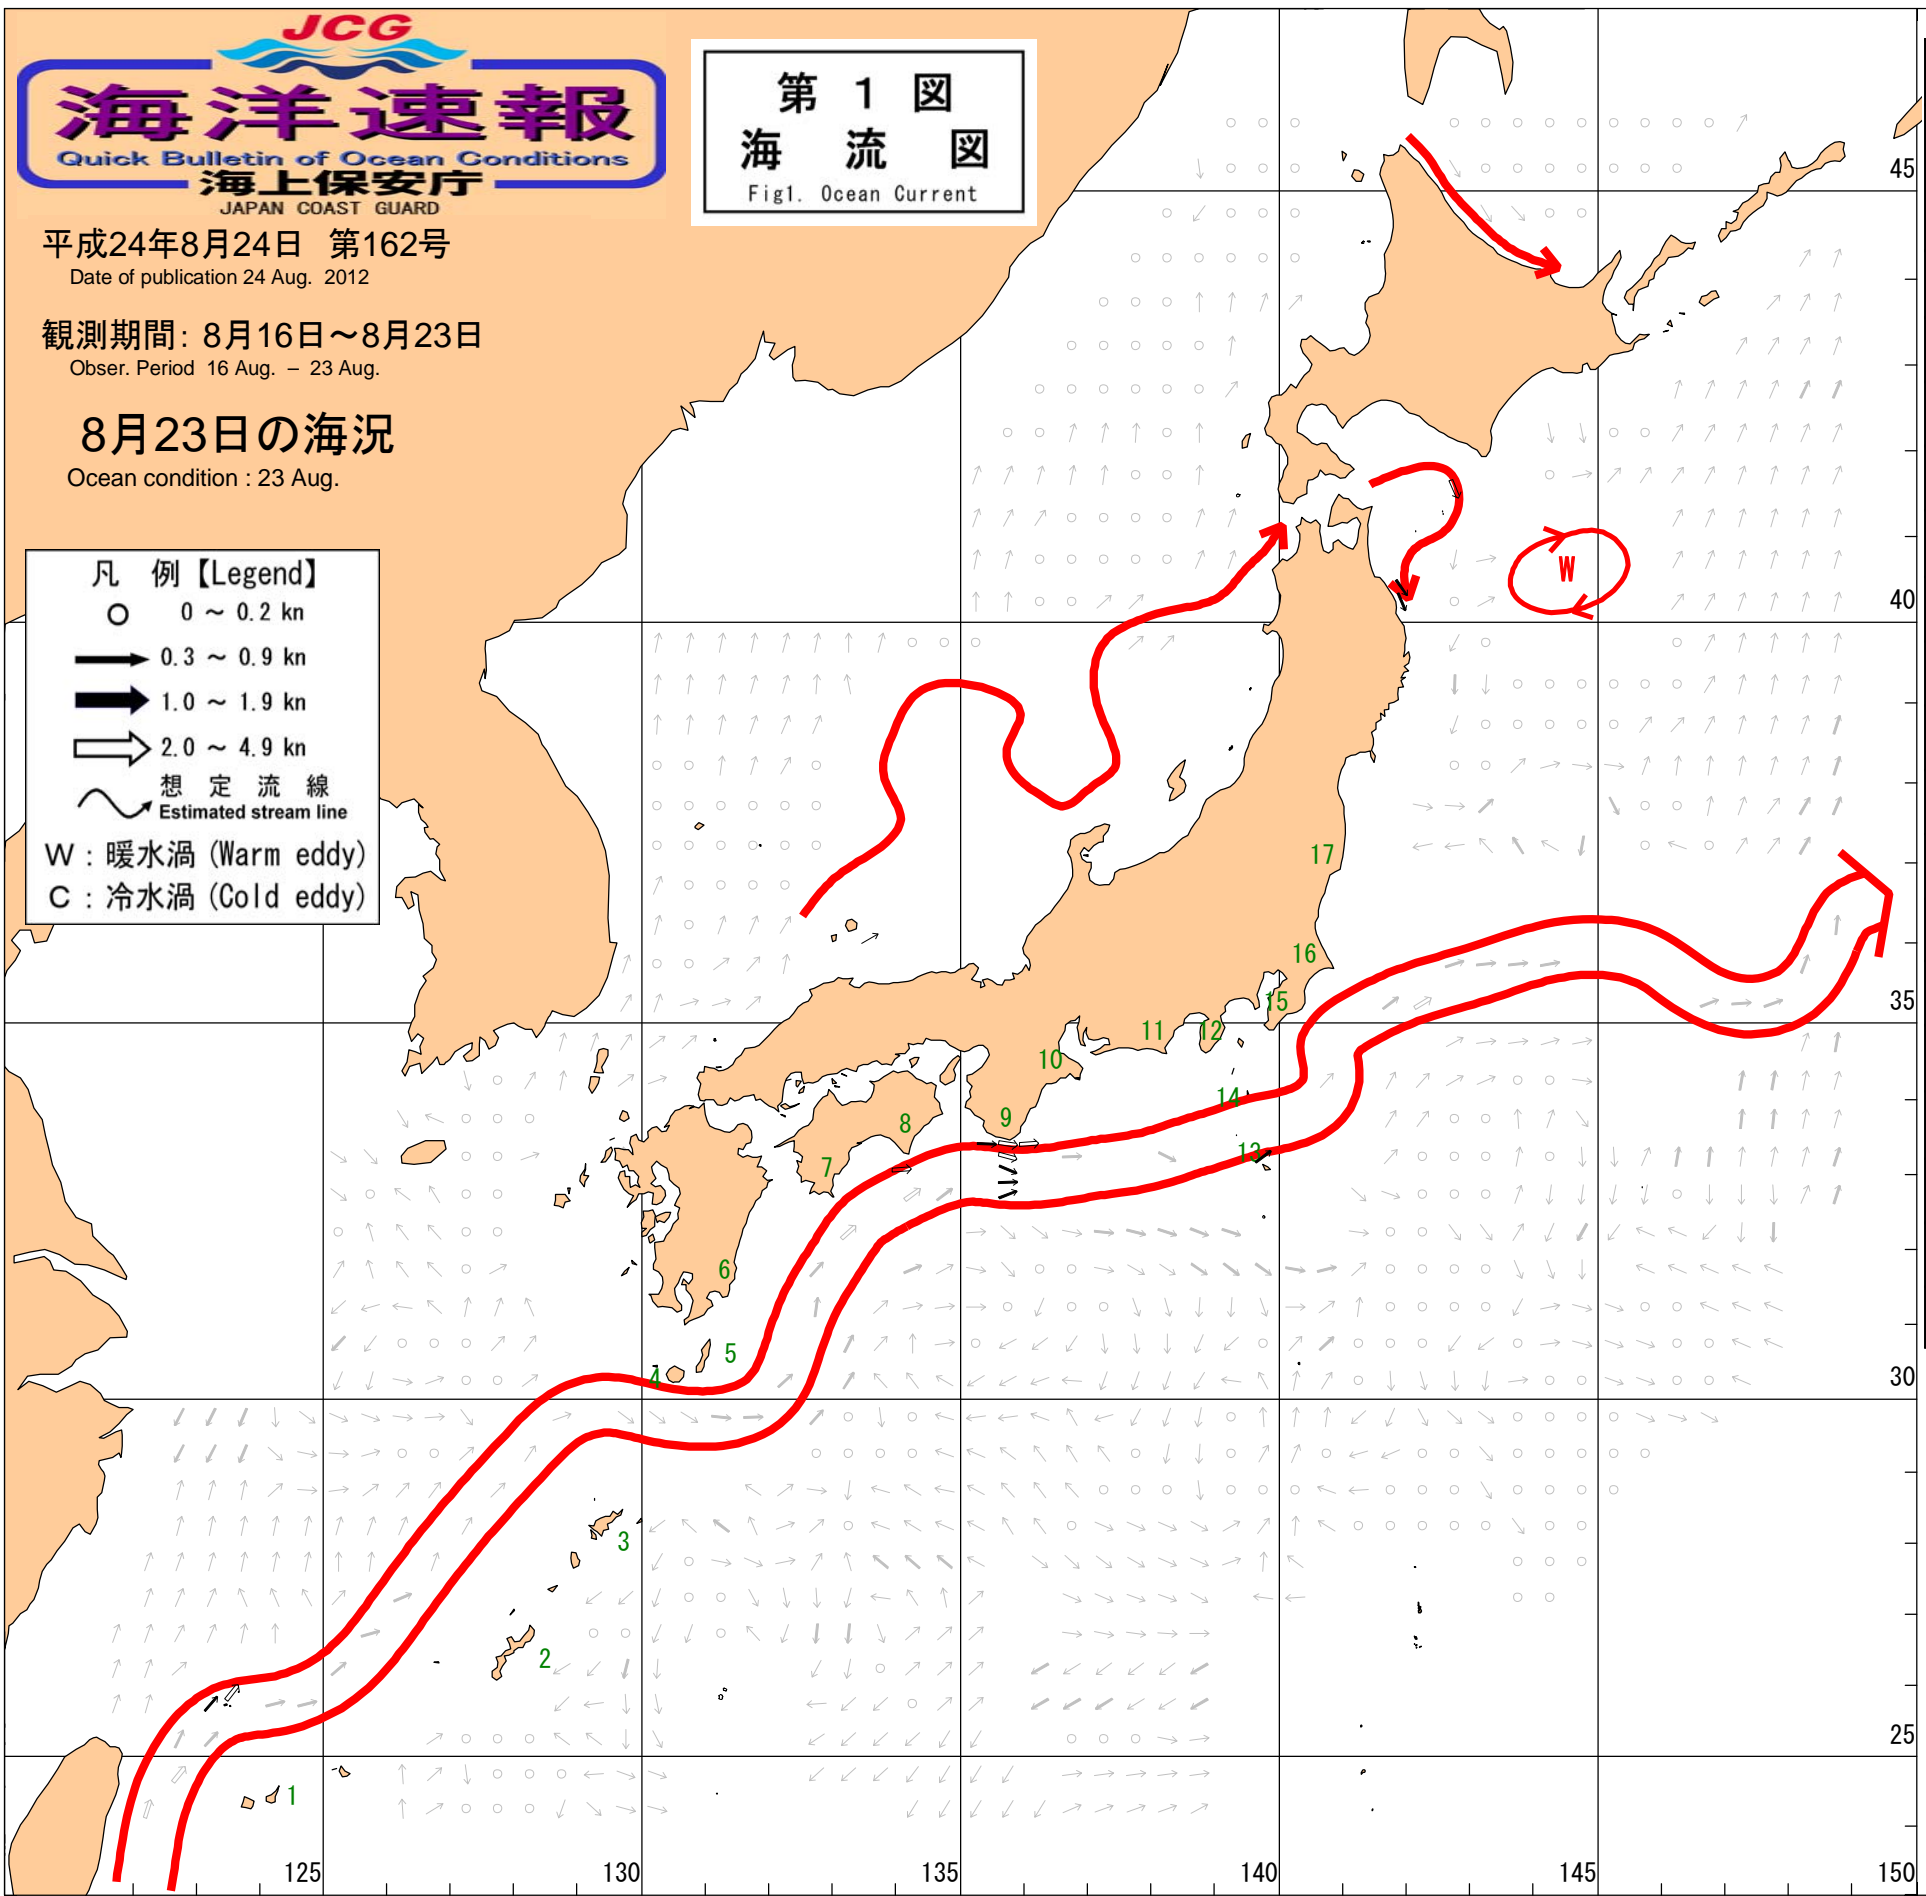 JCG
海洋速報
Quick Bulletin of Ocean Conditions
海上保安庁
JAPAN COAST GUARD
第 1 図
海 流 図
Fig1. Ocean Current
平成24年8月24日 第162号
Date of publication 24 Aug. 2012
観測期間: 8月16日～8月23日
Obser. Period 16 Aug. – 23 Aug.
8月23日の海況
Ocean condition : 23 Aug.
凡 例【Legend】
0 ～ 0.2 kn
0.3 ～ 0.9 kn
1.0 ～ 1.9 kn
2.0 ～ 4.9 kn
想 定 流 線
Estimated stream line
W : 暖水渦 (Warm eddy)
C : 冷水渦 (Cold eddy)
45
W
40
17
16
15
35
11
12
10
14
9
8
13
7
6
5
4
30
3
2
25
1
125
130
135
140
145
150